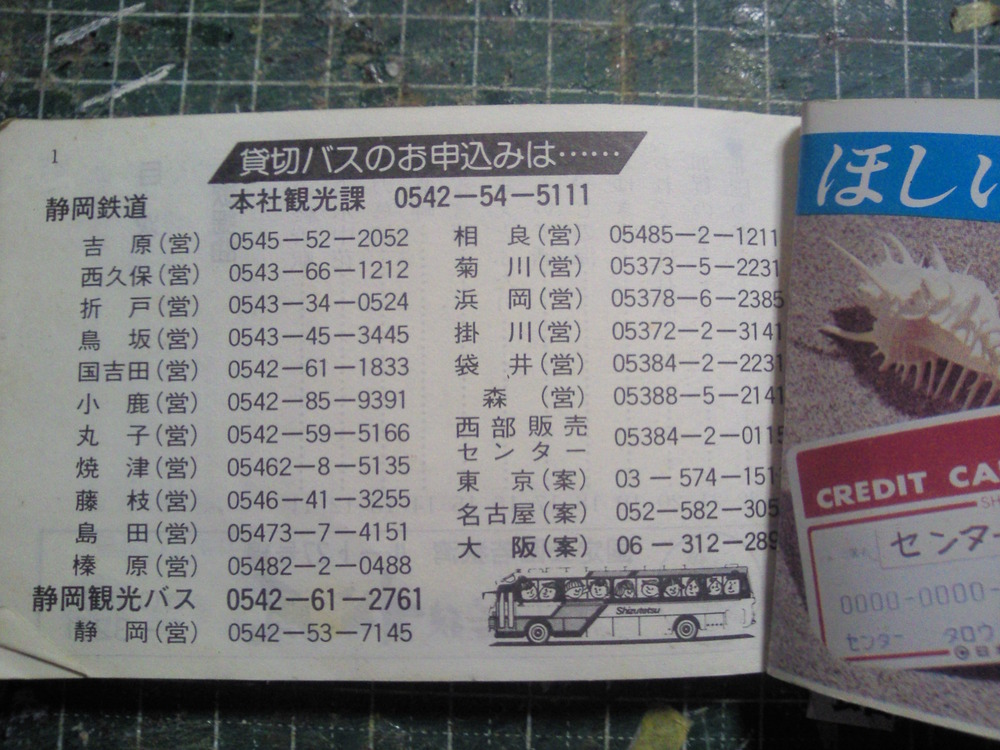 1
貸切バスのお申込みは……
静岡鉄道 本社観光課 0542－54－5111
吉原(営) 0545－52－2052
西久保(営) 0543－66－1212
折戸(営) 0543－34－0524
鳥坂(営) 0543－45－3445
国吉田(営) 0542－61－1833
小鹿(営) 0542－85－9391
丸子(営) 0542－59－5166
焼津(営) 05462－8－5135
藤枝(営) 0546－41－3255
島田(営) 05473－7－4151
榛原(営) 05482－2－0488
静岡観光バス 0542－61－2761
静岡(営) 0542－53－7145
相良(営) 05485－2－1211
菊川(営) 05373－5－2231
浜岡(営) 05378－6－2385
掛川(営) 05372－2－3141
袋井(営) 05384－2－2231
森(営) 05388－5－2141
西部販売
センター 05384－2－0115
東京(案) 03－574－151
名古屋(案) 052－582－305
大阪(案) 06－312－289
Shizutetsu
ほしい
CREDIT CA
SH
センター
0000-0000-
センター タロウ
日本